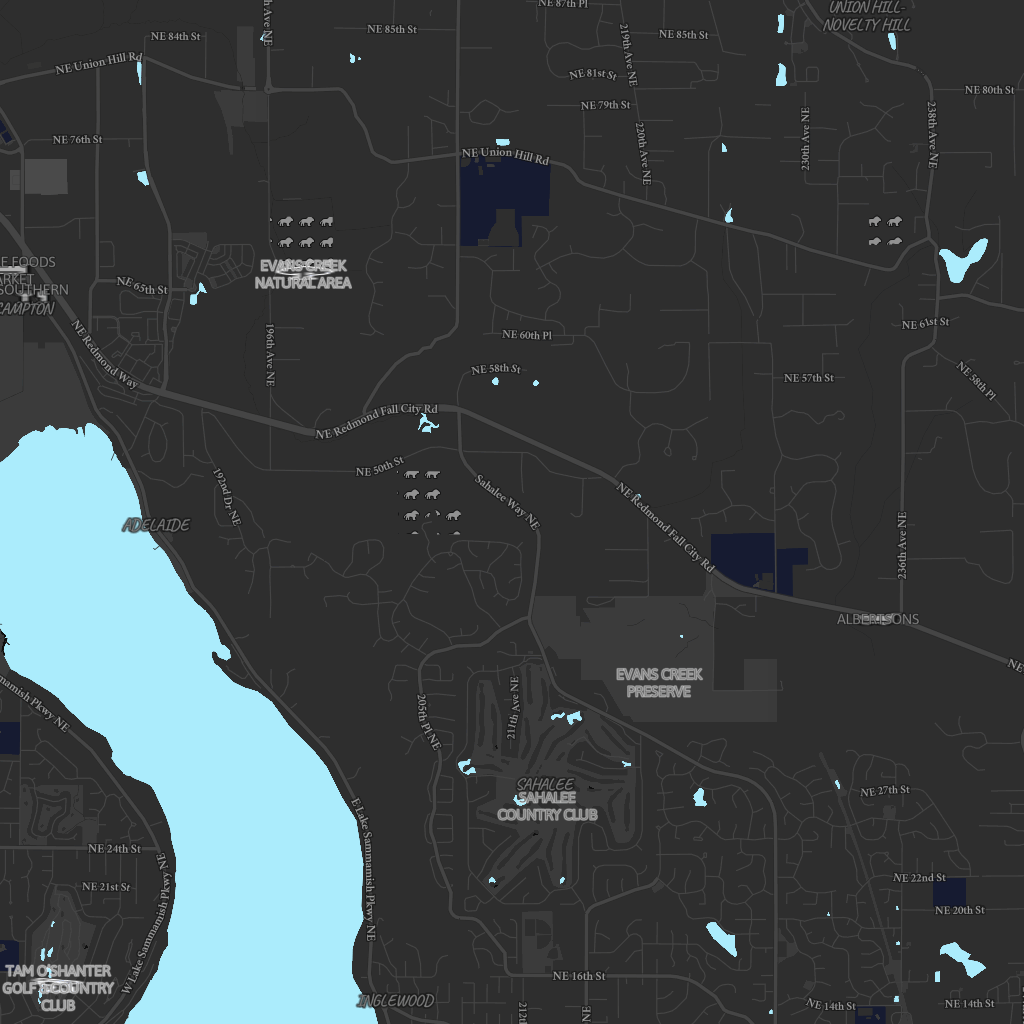 UNION HILL-
NOVELTY HILL
NE 87th Pl
NE 84th St
NE 85th St
219th Ave NE
NE 85th St
NE Union Hill Rd
NE 81st St
NE 79th St
NE 80th St
238th Ave NE
230th Ave NE
220th Ave NE
NE 76th St
NE Union Hill Rd
EVANS CREEK
NATURAL AREA
SOUTHERN
NE 65th St
NE Redmond Way
196th Ave NE
NE 60th Pl
NE 61st St
NE 58th St
NE 57th St
NE 58th Pl
NE Redmond Fall City Rd
NE 50th St
192nd Dr NE
Sahalee Way NE
NE Redmond Fall City Rd
236th Ave NE
ADELAIDE
ALBERTSONS
NE
EVANS CREEK
PRESERVE
205th Pl NE
211th Ave NE
SAHALEE
SAHALEE
COUNTRY CLUB
NE 27th St
E Lake Sammamish Pkwy NE
NE 24th St
NE 21st St
NE 22nd St
NE 20th St
W Lake Sammamish Pkwy NE
TAM O'SHANTER
GOLF & COUNTRY
CLUB
NE 16th St
INGLEWOOD
NE 14th St
NE 14th St